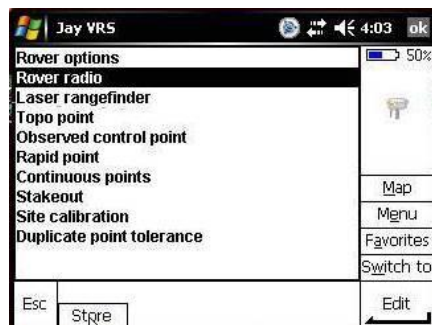 Jay VRS 4:03 ok
Rover options
50%
Rover radio
Laser rangefinder
Topo point
Observed control point
Rapid point
Continuous points
Stakeout
Site calibration
Duplicate point tolerance
Map
Menu
Favorites
Switch to
Esc
Store
Edit